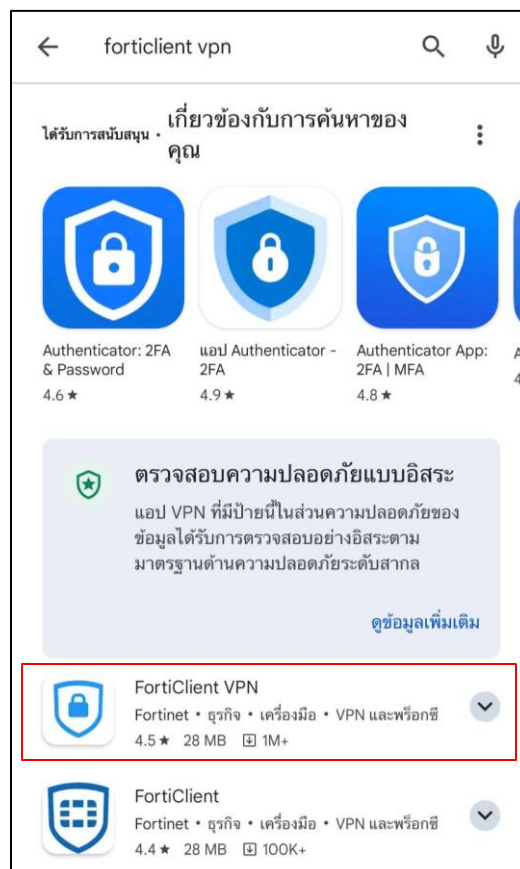 forticlient vpn
ได้รับการสนับสนุน •
เกี่ยวข้องกับการค้นหาของ
คุณ
Authenticator: 2FA
& Password
4.6 ★
แอป Authenticator -
2FA
4.9 ★
Authenticator App:
2FA | MFA
4.8 ★
A
4
ตรวจสอบความปลอดภัยแบบอิสระ
แอป VPN ที่มีป้ายนี้ในส่วนความปลอดภัยของ
ข้อมูลได้รับการตรวจสอบอย่างอิสระตาม
มาตรฐานด้านความปลอดภัยระดับสากล
ดูข้อมูลเพิ่มเติม
FortiClient VPN
Fortinet • ธุรกิจ • เครื่องมือ • VPN และพร็อกซี
4.5 ★ 28 MB 1M+
FortiClient
Fortinet • ธุรกิจ • เครื่องมือ • VPN และพร็อกซี
4.4 ★ 28 MB 100K+